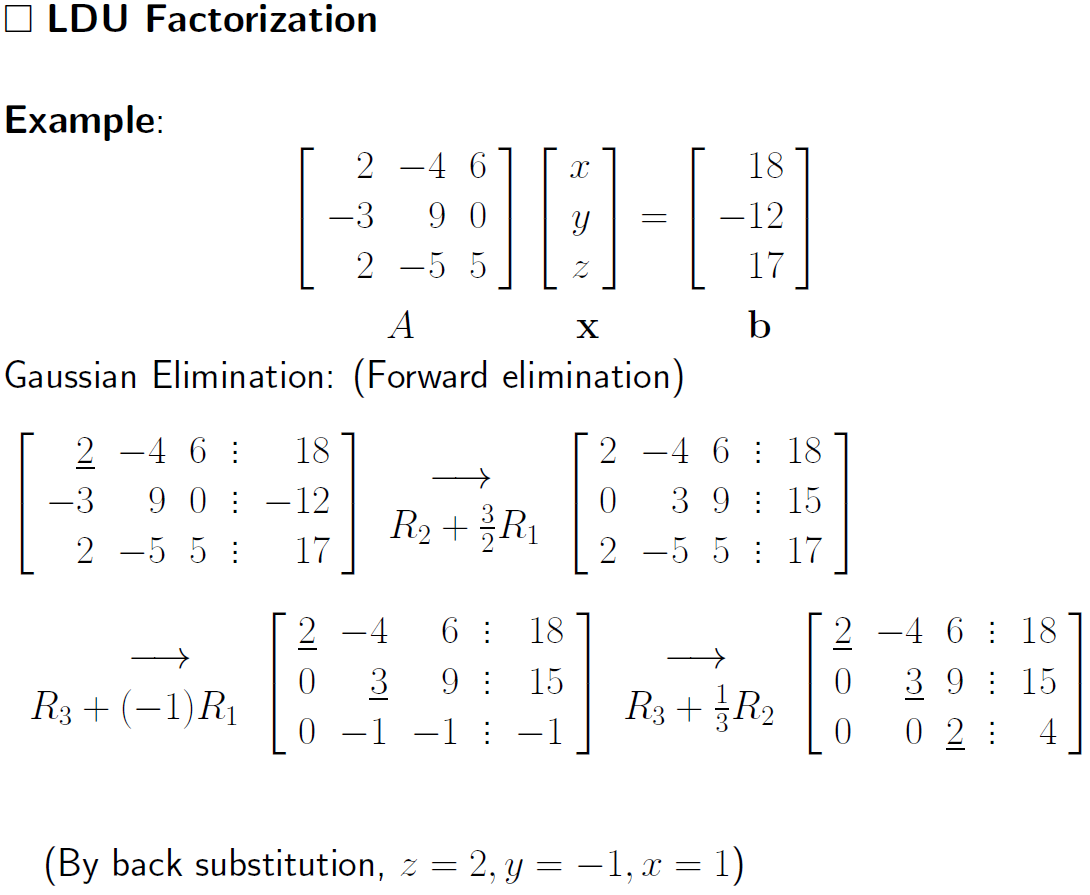 □ LDU Factorization
Example:
[ 2 −4 6 ] [ x ] = [ 18 ]
[ −3 9 0 ] [ y ] = [ −12 ]
[ 2 −5 5 ] [ z ] = [ 17 ]
A x b
Gaussian Elimination: (Forward elimination)
[ 2 −4 6 ⋮ 18 ] ⟶ [ 2 −4 6 ⋮ 18 ]
[ −3 9 0 ⋮ −12 ] R₂ + 3/2 R₁ [ 0 3 9 ⋮ 15 ]
[ 2 −5 5 ⋮ 17 ] [ 2 −5 5 ⋮ 17 ]
⟶ [ 2 −4 6 ⋮ 18 ] ⟶ [ 2 −4 6 ⋮ 18 ]
R₃ + (−1)R₁ [ 0 3 9 ⋮ 15 ] R₃ + 1/3 R₂ [ 0 3 9 ⋮ 15 ]
[ 0 −1 −1 ⋮ −1 ] [ 0 0 2 ⋮ 4 ]
(By back substitution, z = 2, y = −1, x = 1)